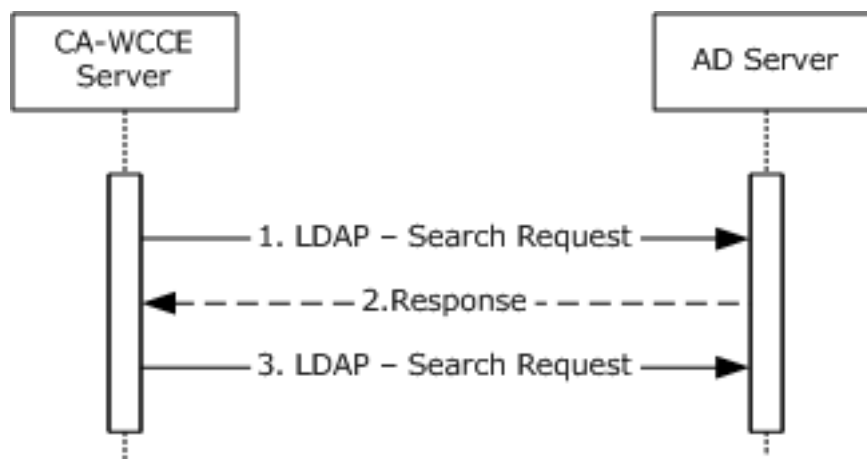 CA-WCCE
Server
AD Server
1. LDAP – Search Request
2.Response
3. LDAP – Search Request